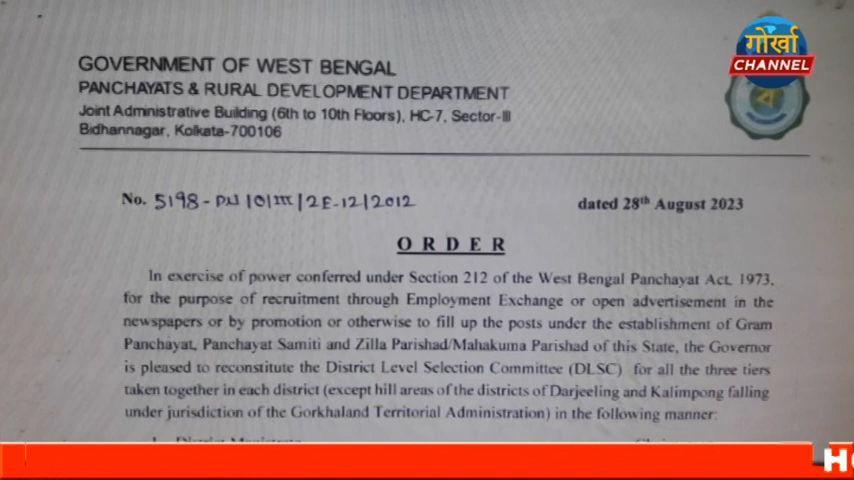 गोर्खा
CHANNEL
GOVERNMENT OF WEST BENGAL
PANCHAYATS & RURAL DEVELOPMENT DEPARTMENT
Joint Administrative Building (6th to 10th Floors), HC-7, Sector-III
Bidhannagar, Kolkata-700106
No. 5198-PN/O/III/2E-12/2012 dated 28th August 2023
O R D E R
In exercise of power conferred under Section 212 of the West Bengal Panchayat Act, 1973,
for the purpose of recruitment through Employment Exchange or open advertisement in the
newspapers or by promotion or otherwise to fill up the posts under the establishment of Gram
Panchayat, Panchayat Samiti and Zilla Parishad/Mahakuma Parishad of this State, the Governor
is pleased to reconstitute the District Level Selection Committee (DLSC) for all the three tiers
taken together in each district (except hill areas of the districts of Darjeeling and Kalimpong falling
under jurisdiction of the Gorkhaland Territorial Administration) in the following manner: